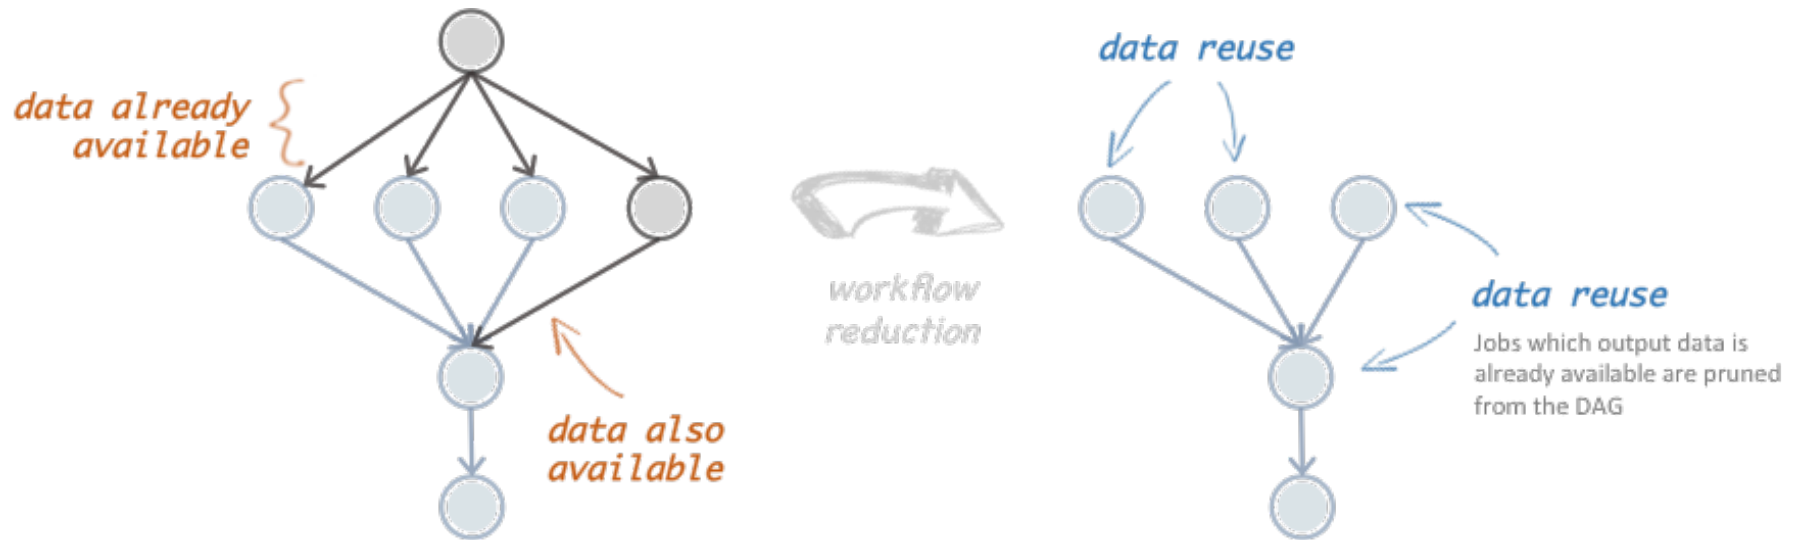 data already
available
data also
available
workflow
reduction
data reuse
data reuse
Jobs which output data is
already available are pruned
from the DAG